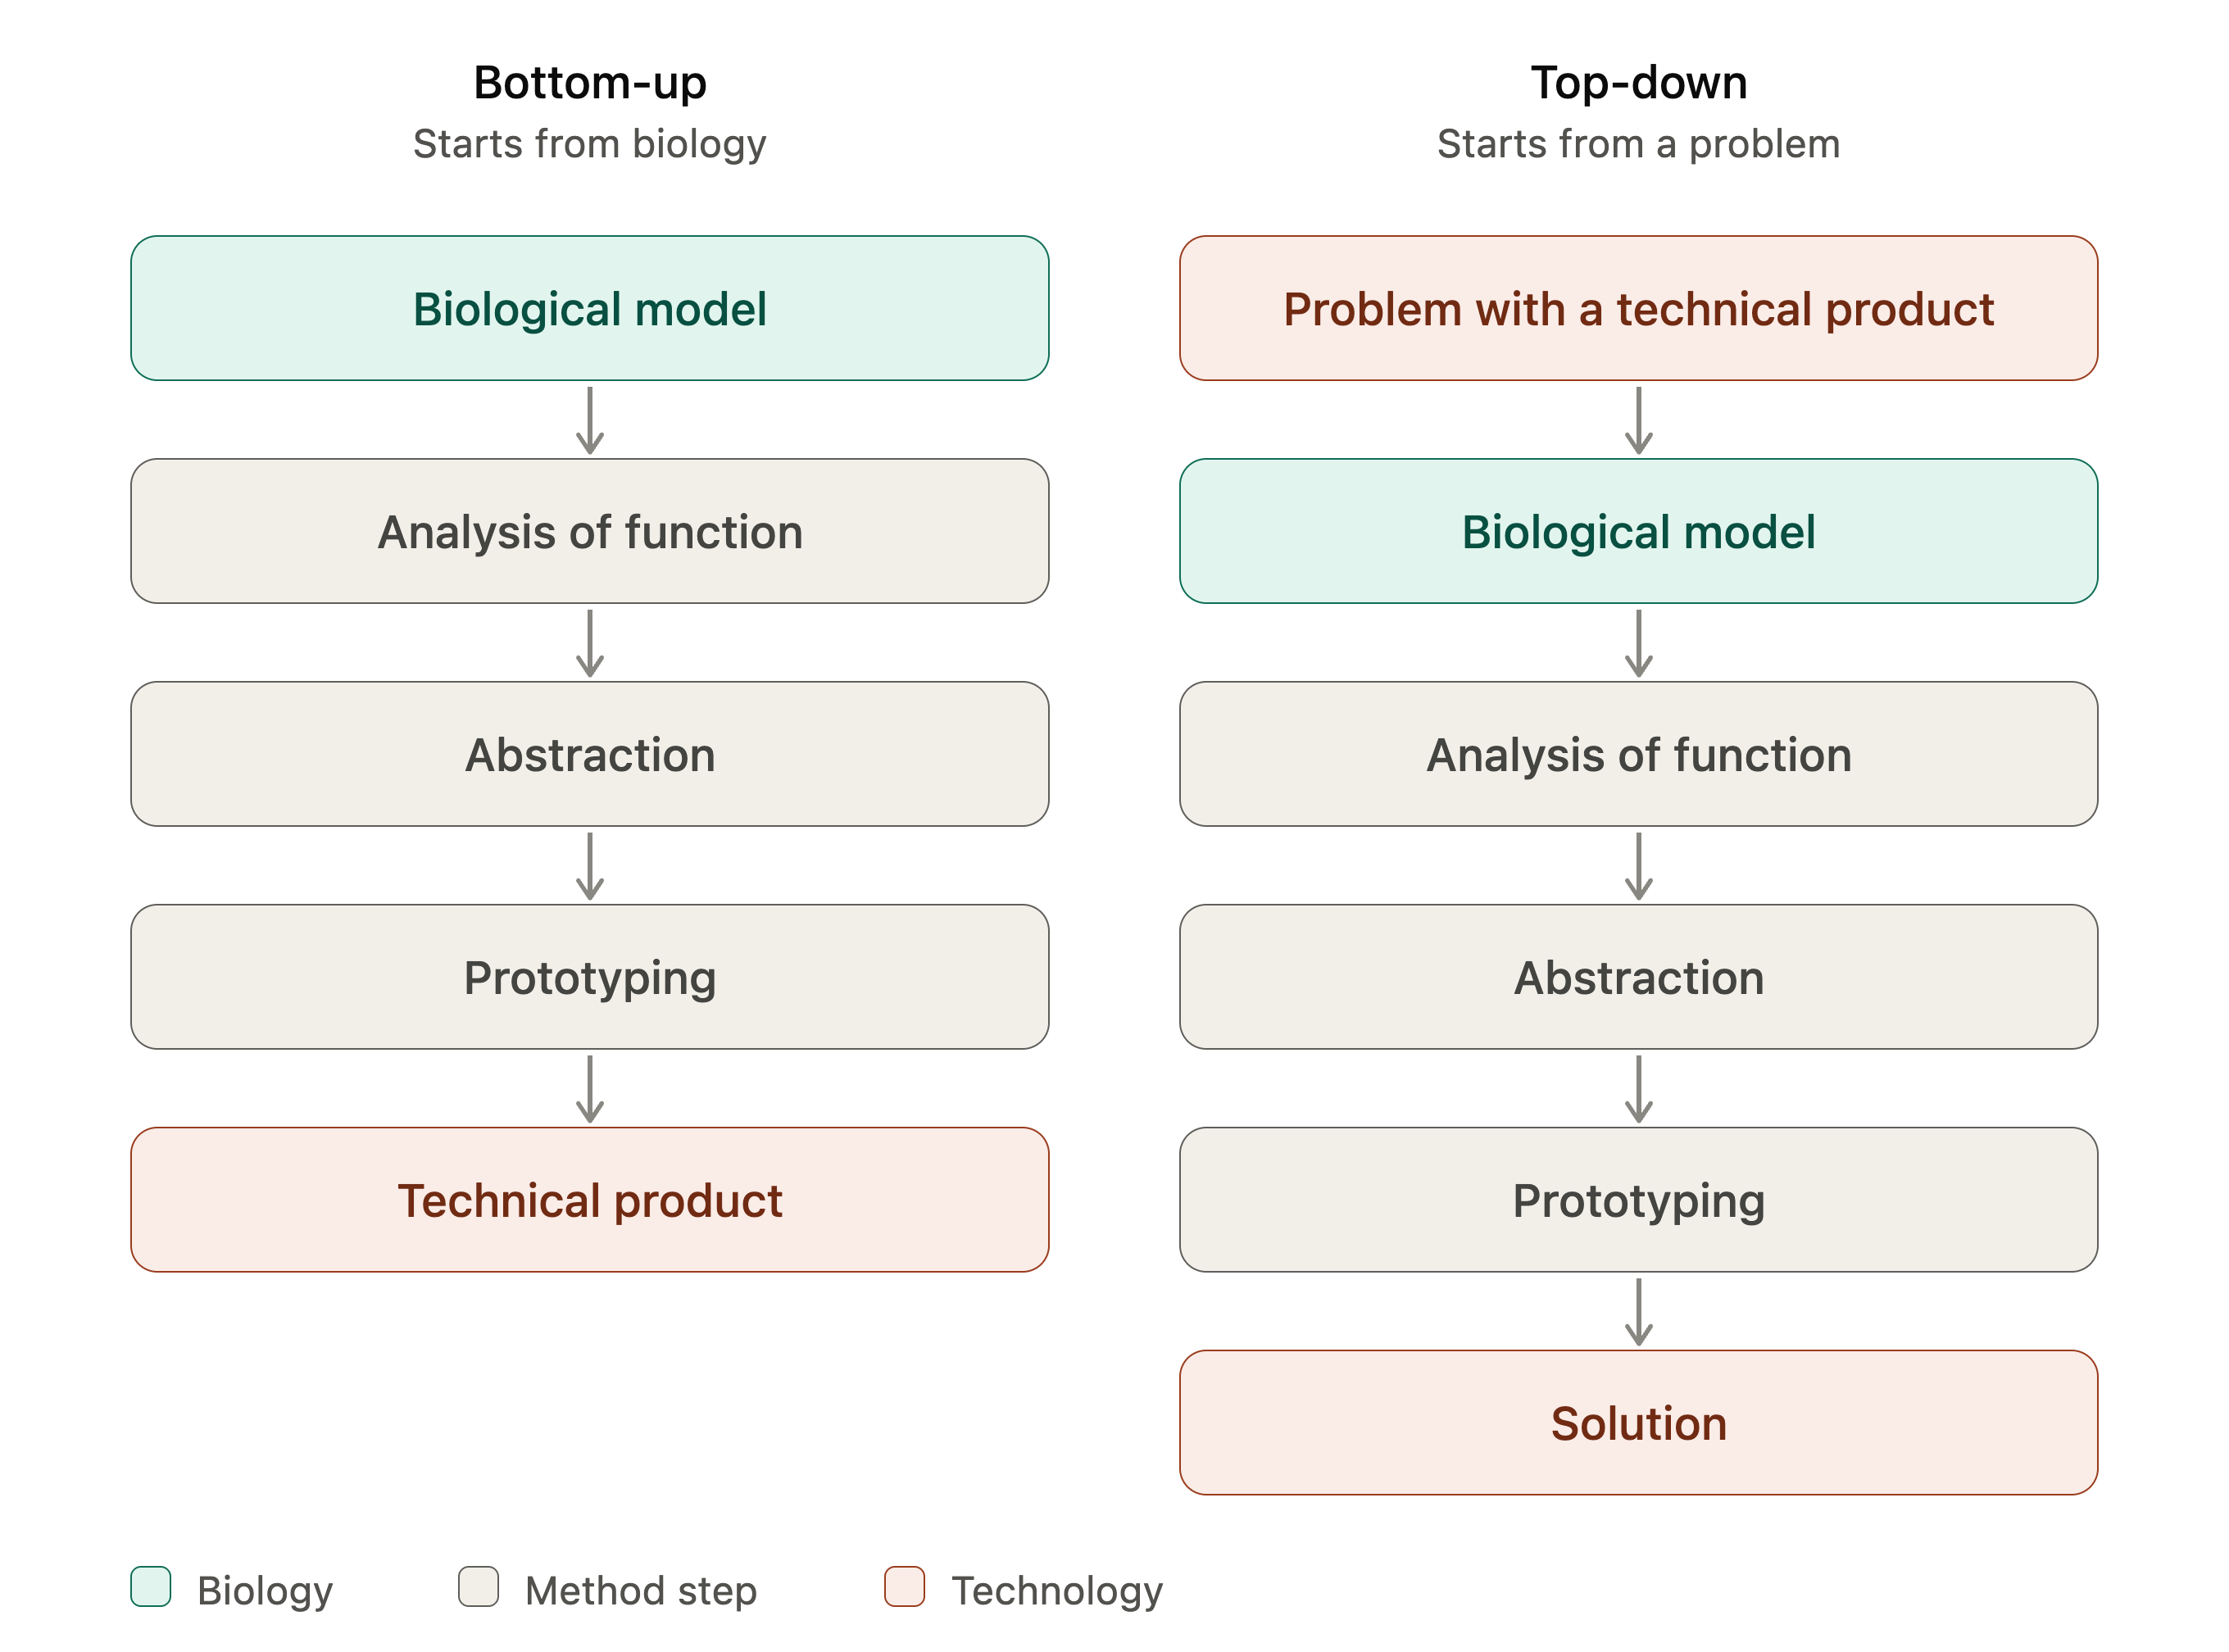 Bottom-up
Starts from biology
Biological model
Analysis of function
Abstraction
Prototyping
Technical product
Top-down
Starts from a problem
Problem with a technical product
Biological model
Analysis of function
Abstraction
Prototyping
Solution
Biology
Method step
Technology